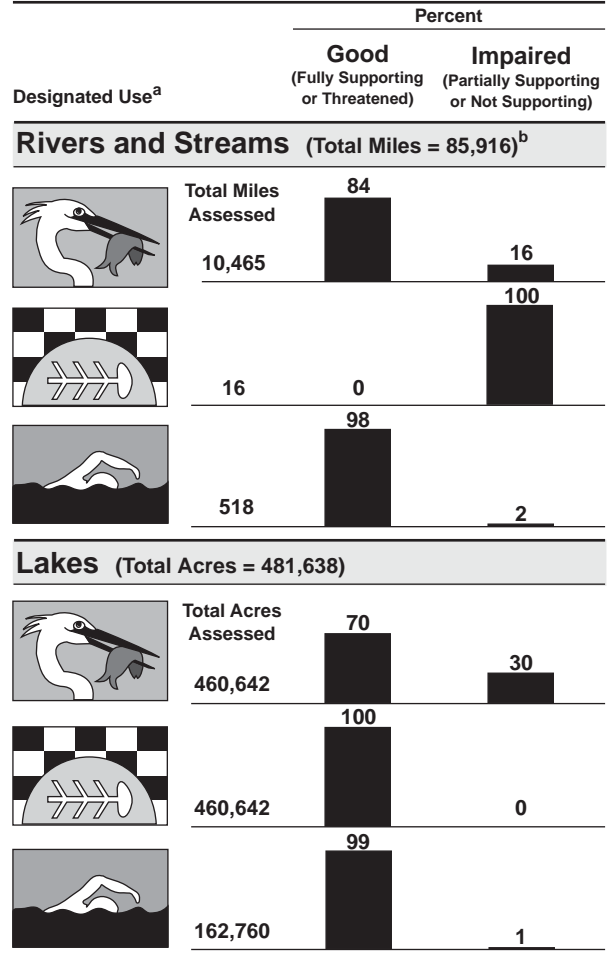 Percent
Designated Useᵃ
Good
(Fully Supporting
or Threatened)
Impaired
(Partially Supporting
or Not Supporting)
Rivers and Streams (Total Miles = 85,916)ᵇ
Total Miles
Assessed
84
10,465
16
100
16
0
98
518
2
Lakes (Total Acres = 481,638)
Total Acres
Assessed
70
30
460,642
100
460,642
0
99
162,760
1